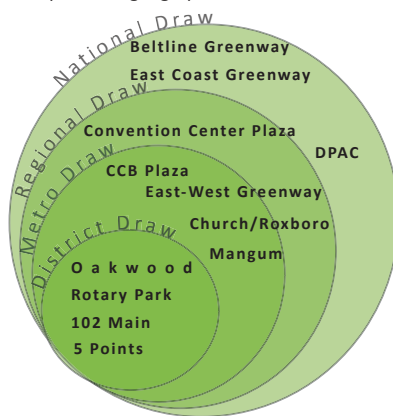 National Draw
Beltline Greenway
East Coast Greenway
Regional Draw
Convention Center Plaza
DPAC
Metro Draw
CCB Plaza
East-West Greenway
Church/Roxboro
Mangum
District Draw
Oakwood
Rotary Park
102 Main
5 Points